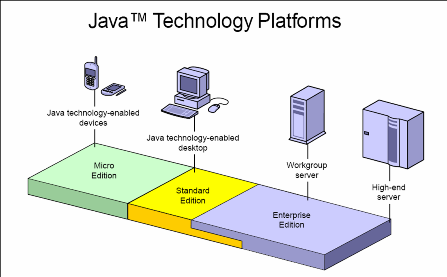 Java™ Technology Platforms
Java technology-enabled
devices
Java technology-enabled
desktop
Workgroup
server
High-end
server
Micro
Edition
Standard
Edition
Enterprise
Edition